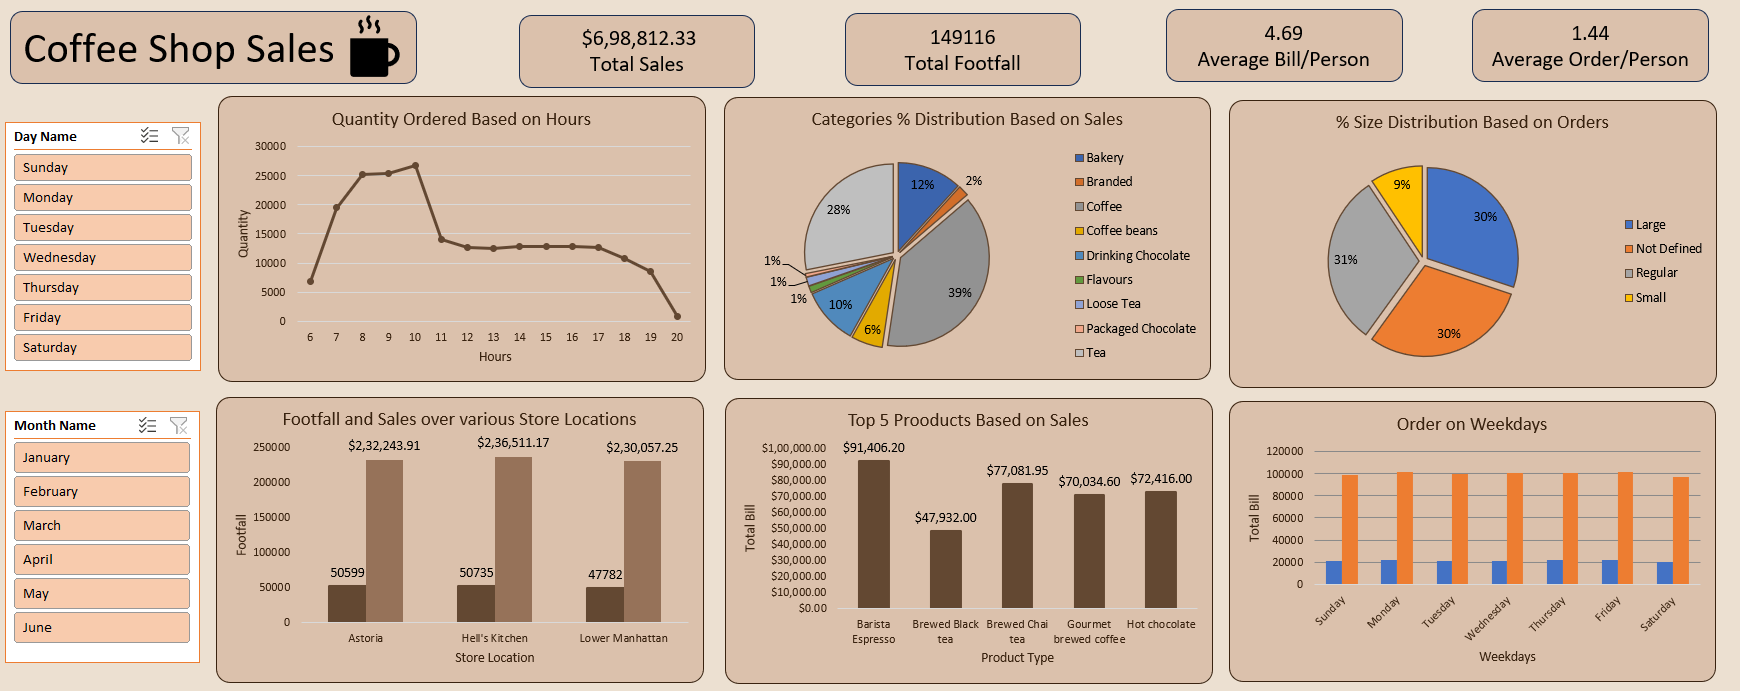 Coffee Shop Sales
$6,98,812.33
Total Sales
149116
Total Footfall
4.69
Average Bill/Person
1.44
Average Order/Person
Day Name
Sunday
Monday
Tuesday
Wednesday
Thursday
Friday
Saturday
Month Name
January
February
March
April
May
June
Quantity Ordered Based on Hours
Quantity
30000
25000
20000
15000
10000
5000
0
6 7 8 9 10 11 12 13 14 15 16 17 18 19 20
Hours
Categories % Distribution Based on Sales
12%
2%
39%
6%
10%
1%
1%
1%
28%
Bakery
Branded
Coffee
Coffee beans
Drinking Chocolate
Flavours
Loose Tea
Packaged Chocolate
Tea
% Size Distribution Based on Orders
30%
30%
31%
9%
Large
Not Defined
Regular
Small
Footfall and Sales over various Store Locations
Footfall
250000
200000
150000
100000
50000
0
50599
$2,32,243.91
50735
$2,36,511.17
47782
$2,30,057.25
Astoria
Hell's Kitchen
Lower Manhattan
Store Location
Top 5 Prooducts Based on Sales
Total Bill
$1,00,000.00
$90,000.00
$80,000.00
$70,000.00
$60,000.00
$50,000.00
$40,000.00
$30,000.00
$20,000.00
$10,000.00
$0.00
$91,406.20
$47,932.00
$77,081.95
$70,034.60
$72,416.00
Barista
Espresso
Brewed Black
tea
Brewed Chai
tea
Gourmet
brewed coffee
Hot chocolate
Product Type
Order on Weekdays
Total Bill
120000
100000
80000
60000
40000
20000
0
Sunday
Monday
Tuesday
Wednesday
Thursday
Friday
Saturday
Weekdays